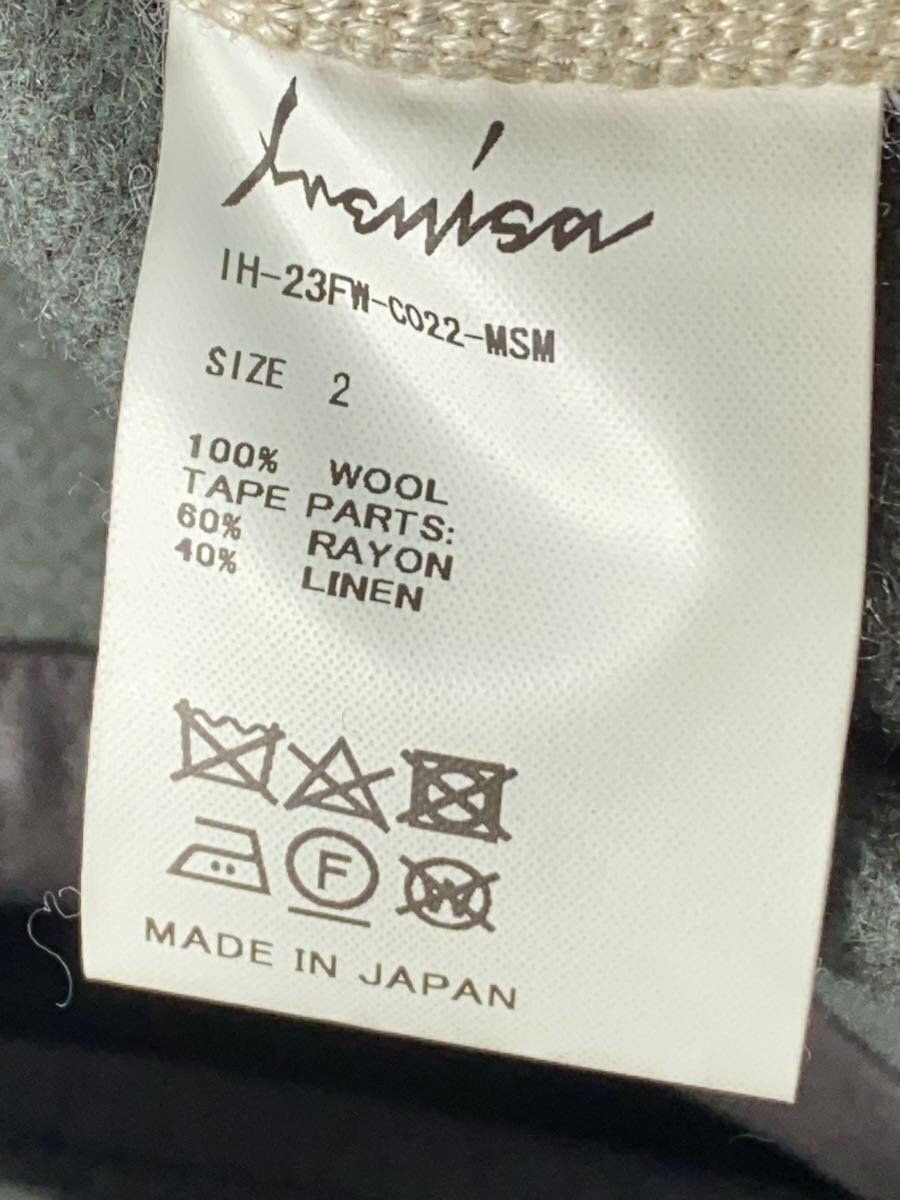 Irenisa
IH-23FW-C022-MSM
SIZE 2
100% WOOL
TAPE PARTS:
60% RAYON
40% LINEN
F W
MADE IN JAPAN